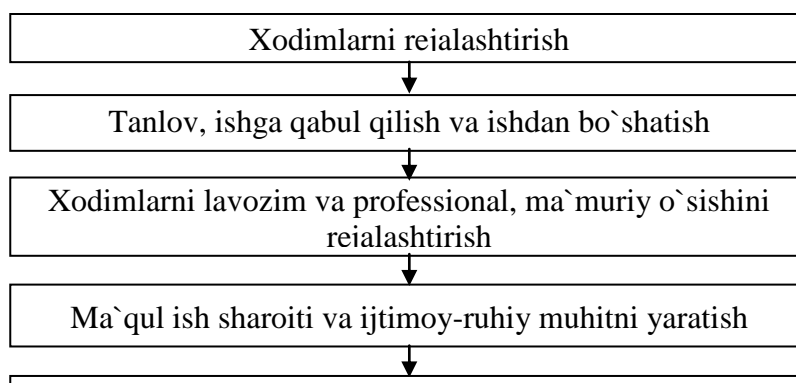 Xodimlarni rejalashtirish
Tanlov, ishga qabul qilish va ishdan bo`shatish
Xodimlarni lavozim va professional, ma`muriy o`sishini
rejalashtirish
Ma`qul ish sharoiti va ijtimoy-ruhiy muhitni yaratish